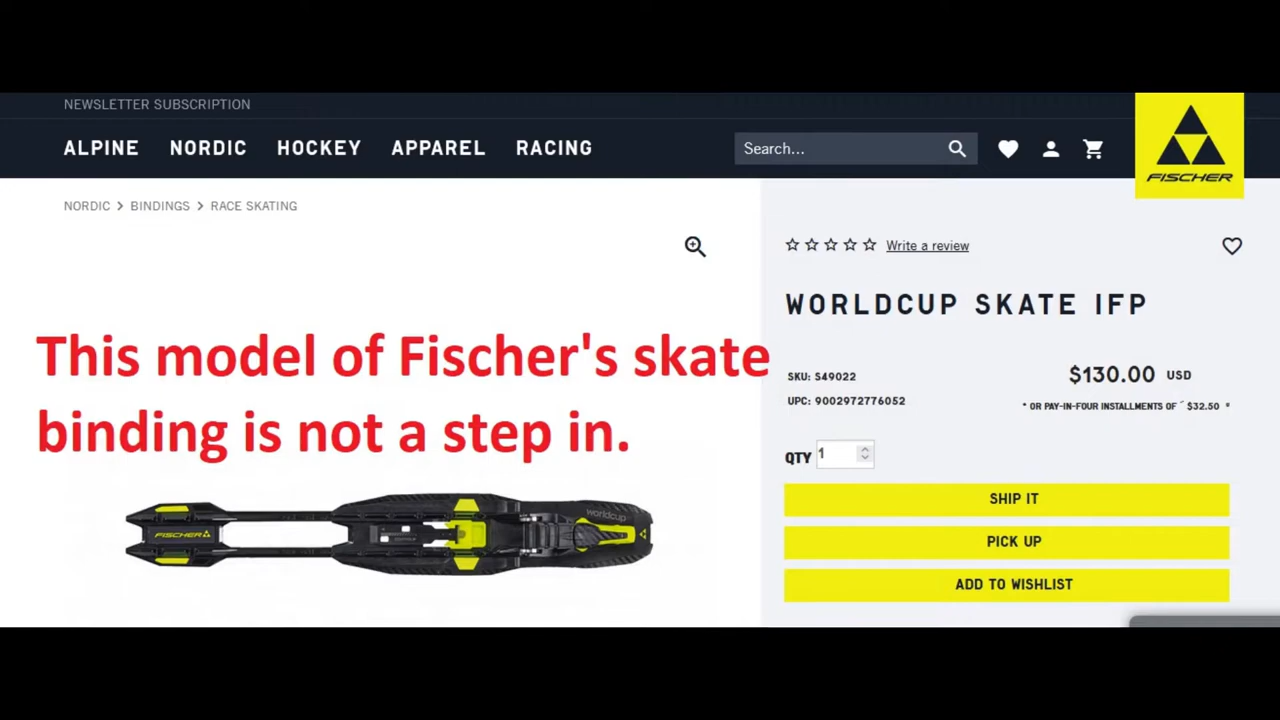 NEWSLETTER SUBSCRIPTION
ALPINE NORDIC HOCKEY APPAREL RACING
Search...
FISCHER
NORDIC > BINDINGS > RACE SKATING
Write a review
WORLDCUP SKATE IFP
This model of Fischer's skate
binding is not a step in.
SKU: S49022
$130.00 USD
UPC: 9002972776052
* OR PAY-IN-FOUR INSTALLMENTS OF $32.50 *
QTY 1
SHIP IT
PICK UP
ADD TO WISHLIST
FISCHER
worldcup